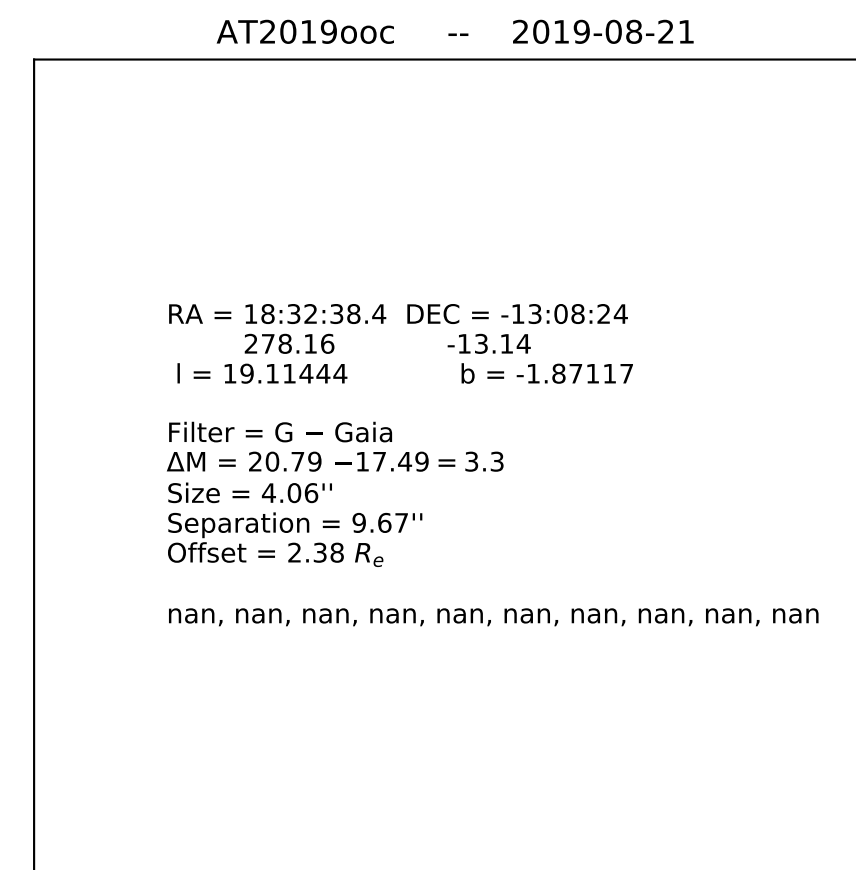 AT2019ooc -- 2019-08-21
RA = 18:32:38.4 DEC = -13:08:24
278.16 -13.14
l = 19.11444 b = -1.87117
Filter = G − Gaia
ΔM = 20.79 −17.49 = 3.3
Size = 4.06''
Separation = 9.67''
Offset = 2.38 Re
nan, nan, nan, nan, nan, nan, nan, nan, nan, nan